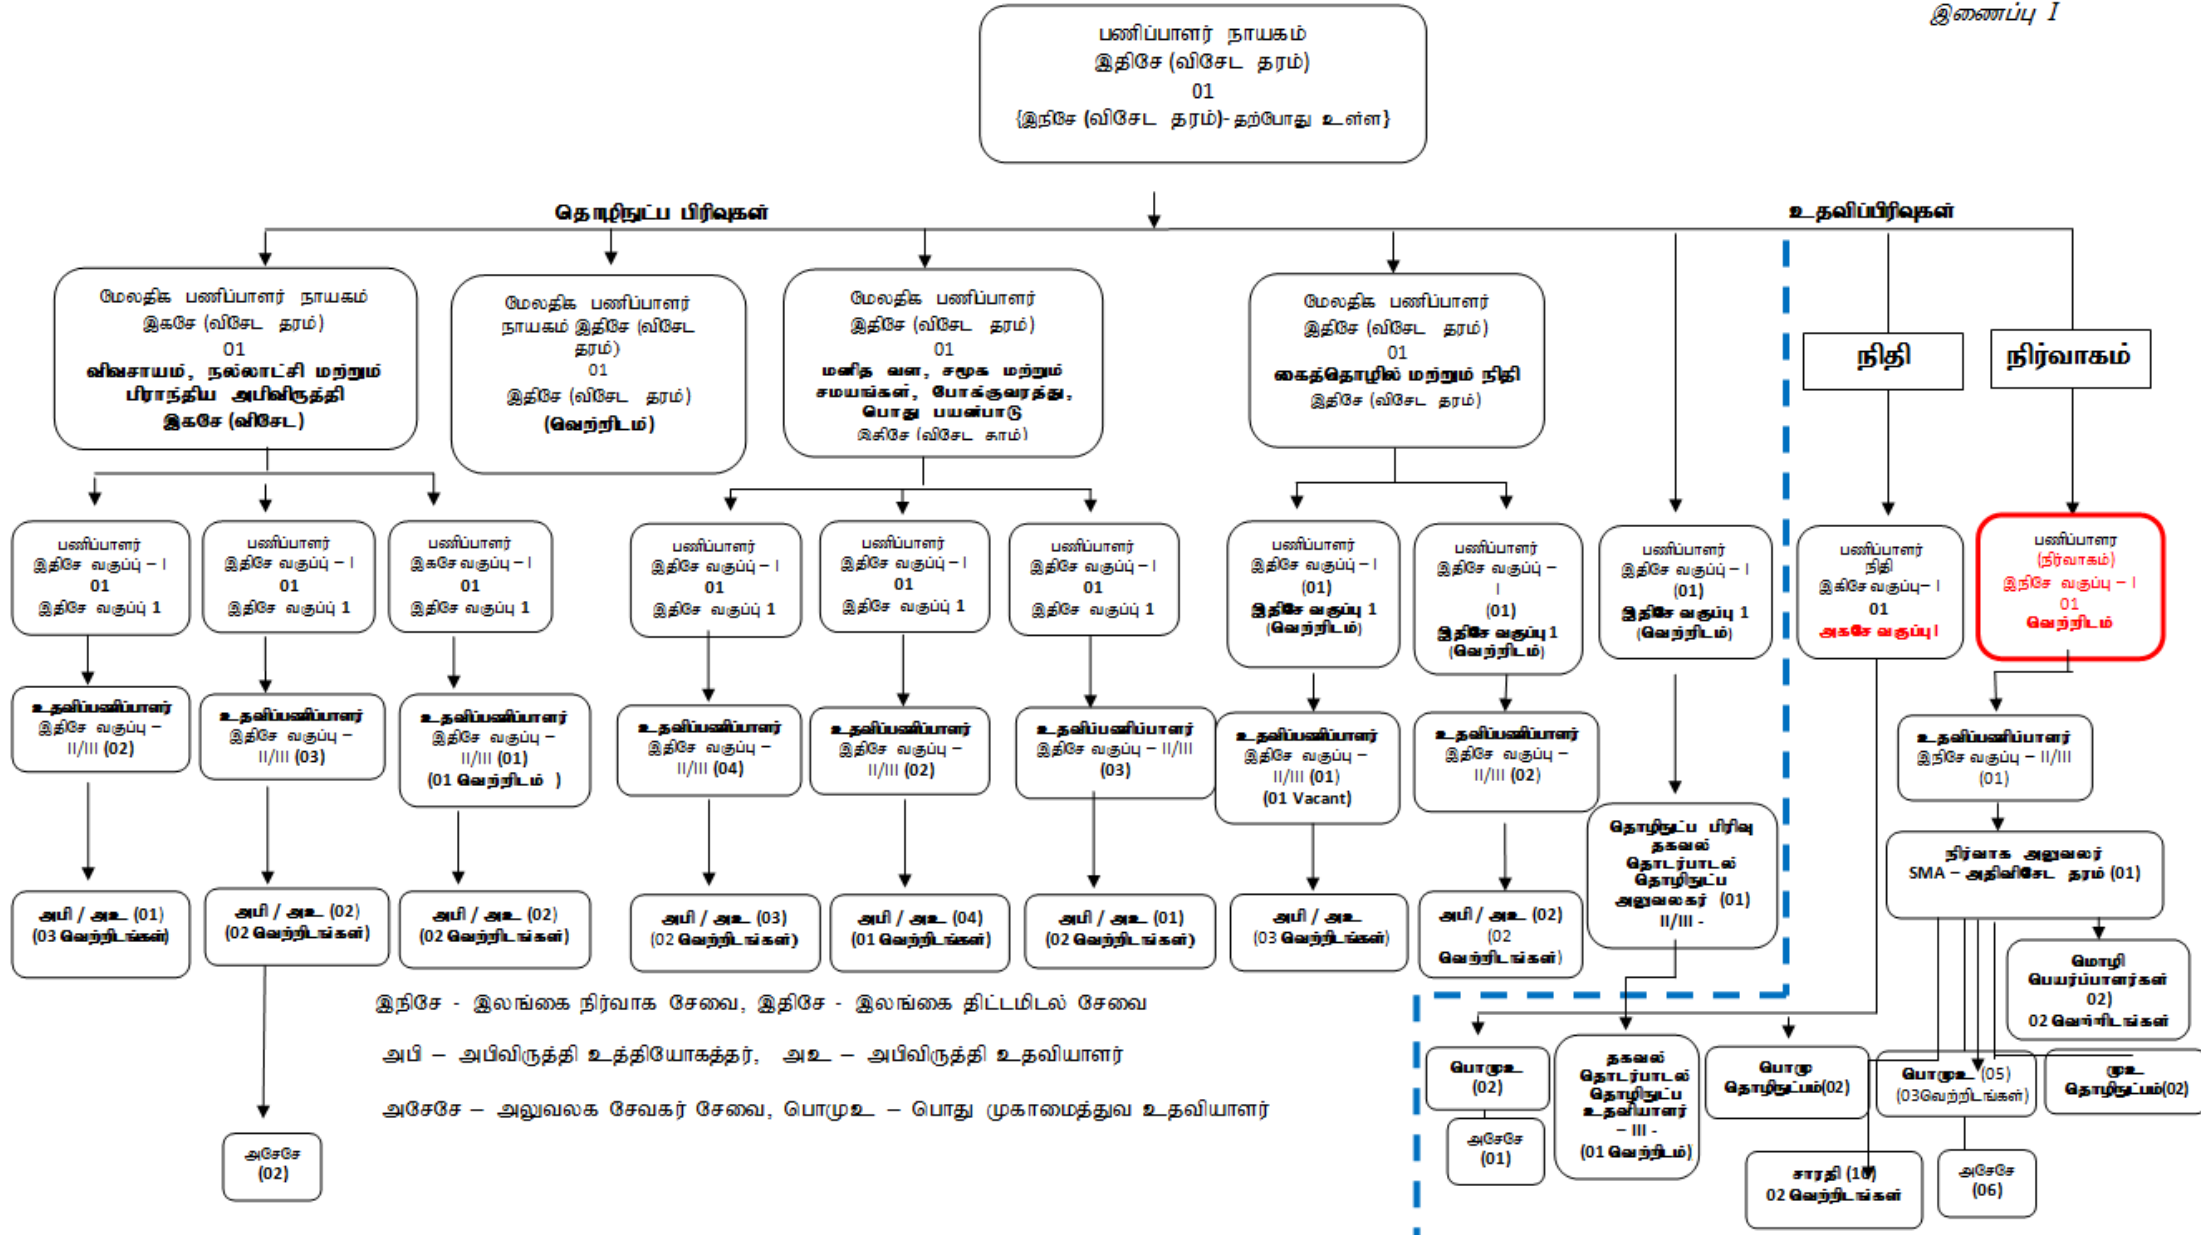 இணைப்பு I
பணிப்பாளர் நாயகம்
இதிசே (விசேட தரம்)
01
{இநிசே (விசேட தரம்)-தற்போது உள்ள}
தொழிநுட்ப பிரிவுகள்
உதவிப்பிரிவுகள்
மேலதிக பணிப்பாளர் நாயகம்
இகசே (விசேட தரம்)
01
விவசாயம், நல்லாட்சி மற்றும்
பிராந்திய அபிவிருத்தி
இகசே (விசேட)
மேலதிக பணிப்பாளர்
நாயகம் இதிசே (விசேட
தரம்)
01
இதிசே (விசேட தரம்)
(வெற்றிடம்)
மேலதிக பணிப்பாளர்
இதிசே (விசேட தரம்)
01
மனித வள, சமூக மற்றும்
சமயங்கள், போக்குவரத்து,
பொது பயன்பாடு
இதிசே (விசேட தரம்)
மேலதிக பணிப்பாளர்
இதிசே (விசேட தரம்)
01
கைத்தொழில் மற்றும் நிதி
இதிசே (விசேட தரம்)
நிதி
நிர்வாகம்
பணிப்பாளர்
இதிசே வகுப்பு – I
01
இதிசே வகுப்பு 1
பணிப்பாளர்
இதிசே வகுப்பு – I
01
இதிசே வகுப்பு 1
பணிப்பாளர்
இகசே வகுப்பு – I
01
இதிசே வகுப்பு 1
பணிப்பாளர்
இதிசே வகுப்பு – I
01
இதிசே வகுப்பு 1
பணிப்பாளர்
இதிசே வகுப்பு – I
01
இதிசே வகுப்பு 1
பணிப்பாளர்
இதிசே வகுப்பு – I
01
இதிசே வகுப்பு 1
பணிப்பாளர்
இதிசே வகுப்பு – I
(01)
இதிசே வகுப்பு 1
(வெற்றிடம்)
பணிப்பாளர்
இதிசே வகுப்பு –
I
(01)
இதிசே வகுப்பு 1
(வெற்றிடம்)
பணிப்பாளர்
இதிசே வகுப்பு – I
(01)
இதிசே வகுப்பு 1
(வெற்றிடம்)
பணிப்பாளர்
நிதி
இகிசே வகுப்பு– I
01
அகசே வகுப்பு I
பணிப்பாளர
(நிர்வாகம்)
இநிசே வகுப்பு – I
01
வெற்றிடம்
உதவிப்பணிப்பாளர்
இதிசே வகுப்பு –
II/III (02)
உதவிப்பணிப்பாளர்
இதிசே வகுப்பு –
II/III (03)
உதவிப்பணிப்பாளர்
இதிசே வகுப்பு –
II/III (01)
(01 வெற்றிடம் )
உதவிப்பணிப்பாளர்
இதிசே வகுப்பு –
II/III (04)
உதவிப்பணிப்பாளர்
இதிசே வகுப்பு –
II/III (02)
உதவிப்பணிப்பாளர்
இதிசே வகுப்பு – II/III
(03)
உதவிப்பணிப்பாளர்
இதிசே வகுப்பு –
II/III (01)
(01 Vacant)
உதவிப்பணிப்பாளர்
இதிசே வகுப்பு –
II/III (02)
தொழிநுட்ப பிரிவு
தகவல்
தொடர்பாடல்
தொழிநுட்ப
அலுவலகர் (01)
II/III -
உதவிப்பணிப்பாளர்
இநிசே வகுப்பு – II/III
(01)
நிர்வாக அலுவலர்
SMA – அதிவிசேட தரம் (01)
அபி / அஉ (01)
(03 வெற்றிடங்கள்)
அபி / அஉ (02)
(02 வெற்றிடங்கள்)
அபி / அஉ (02)
(02 வெற்றிடங்கள்)
அபி / அஉ (03)
(02 வெற்றிடங்கள்)
அபி / அஉ (04)
(01 வெற்றிடங்கள்)
அபி / அஉ (01)
(02 வெற்றிடங்கள்)
அபி / அஉ
(03 வெற்றிடங்கள்)
அபி / அஉ (02)
(02
வெற்றிடங்கள்)
மொழி
பெயர்ப்பாளர்கள்
02)
02 வெற்றிடங்கள்
இநிசே - இலங்கை நிர்வாக சேவை, இதிசே - இலங்கை திட்டமிடல் சேவை
அபி – அபிவிருத்தி உத்தியோகத்தர், அஉ – அபிவிருத்தி உதவியாளர்
அசேசே – அலுவலக சேவகர் சேவை, பொமுஉ – பொது முகாமைத்துவ உதவியாளர்
பொமுஉ
(02)
தகவல்
தொடர்பாடல்
தொழிநுட்ப
உதவியாளர்
– III -
(01 வெற்றிடம்)
பொமு
தொழிநுட்பம்(02)
பொமுஉ (05)
(03வெற்றிடங்கள்)
முஉ
தொழிநுட்பம்(02)
அசேசே
(02)
அசேசே
(01)
சாரதி (10)
02 வெற்றிடங்கள்
அசேசே
(06)